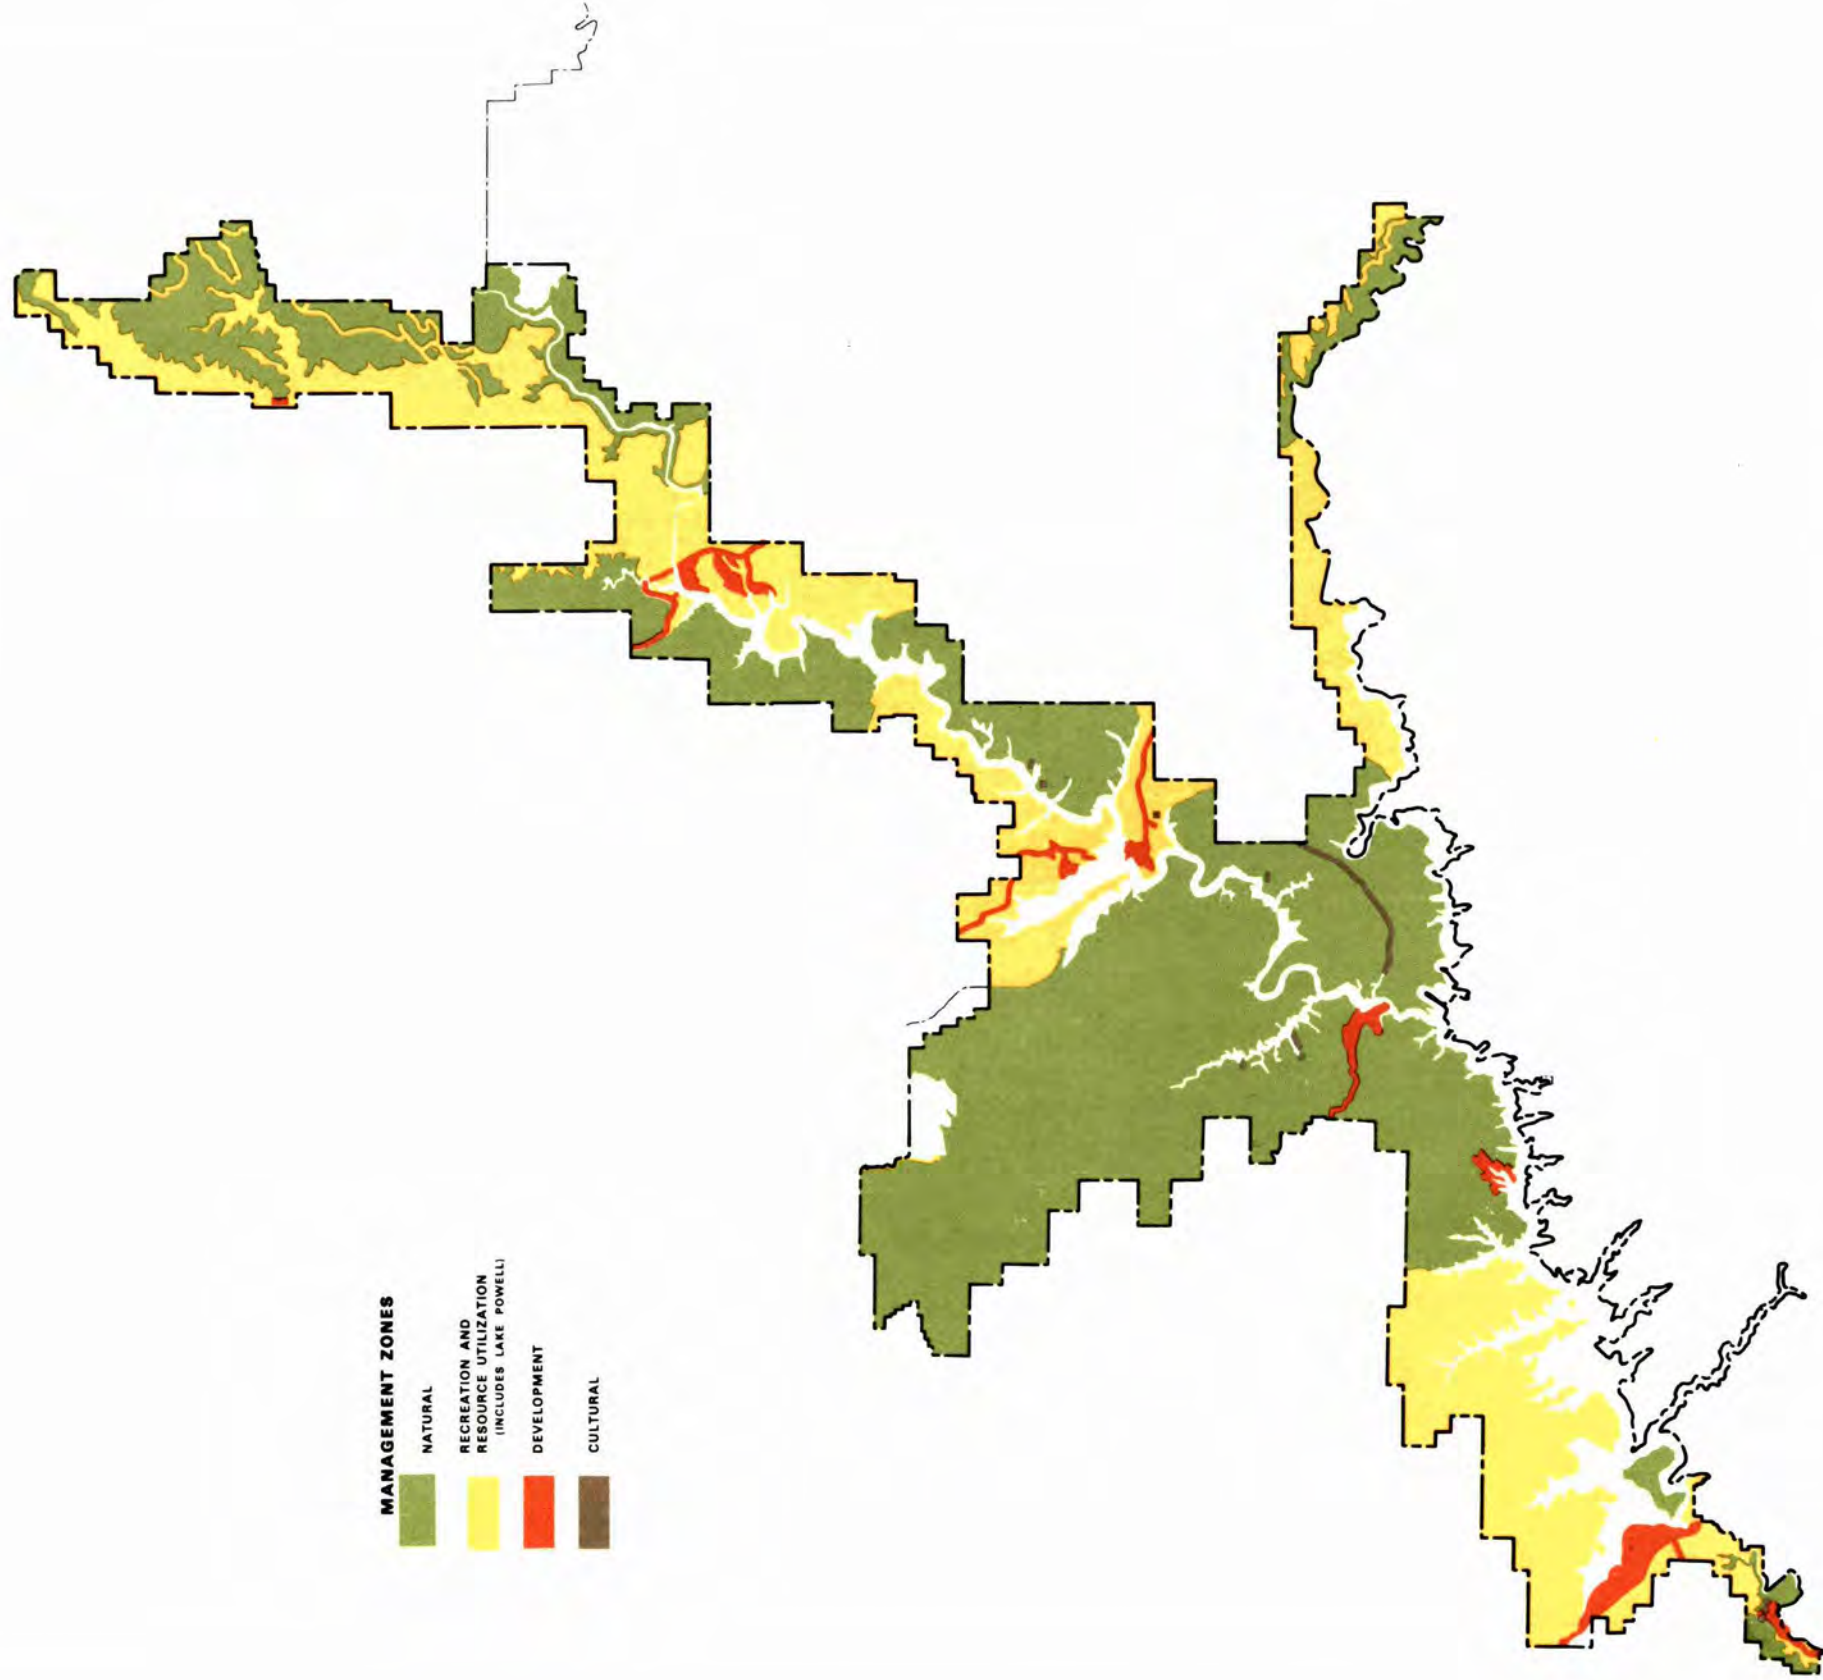 MANAGEMENT ZONES
NATURAL
RECREATION AND
RESOURCE UTILIZATION
(INCLUDES LAKE POWELL)
DEVELOPMENT
CULTURAL